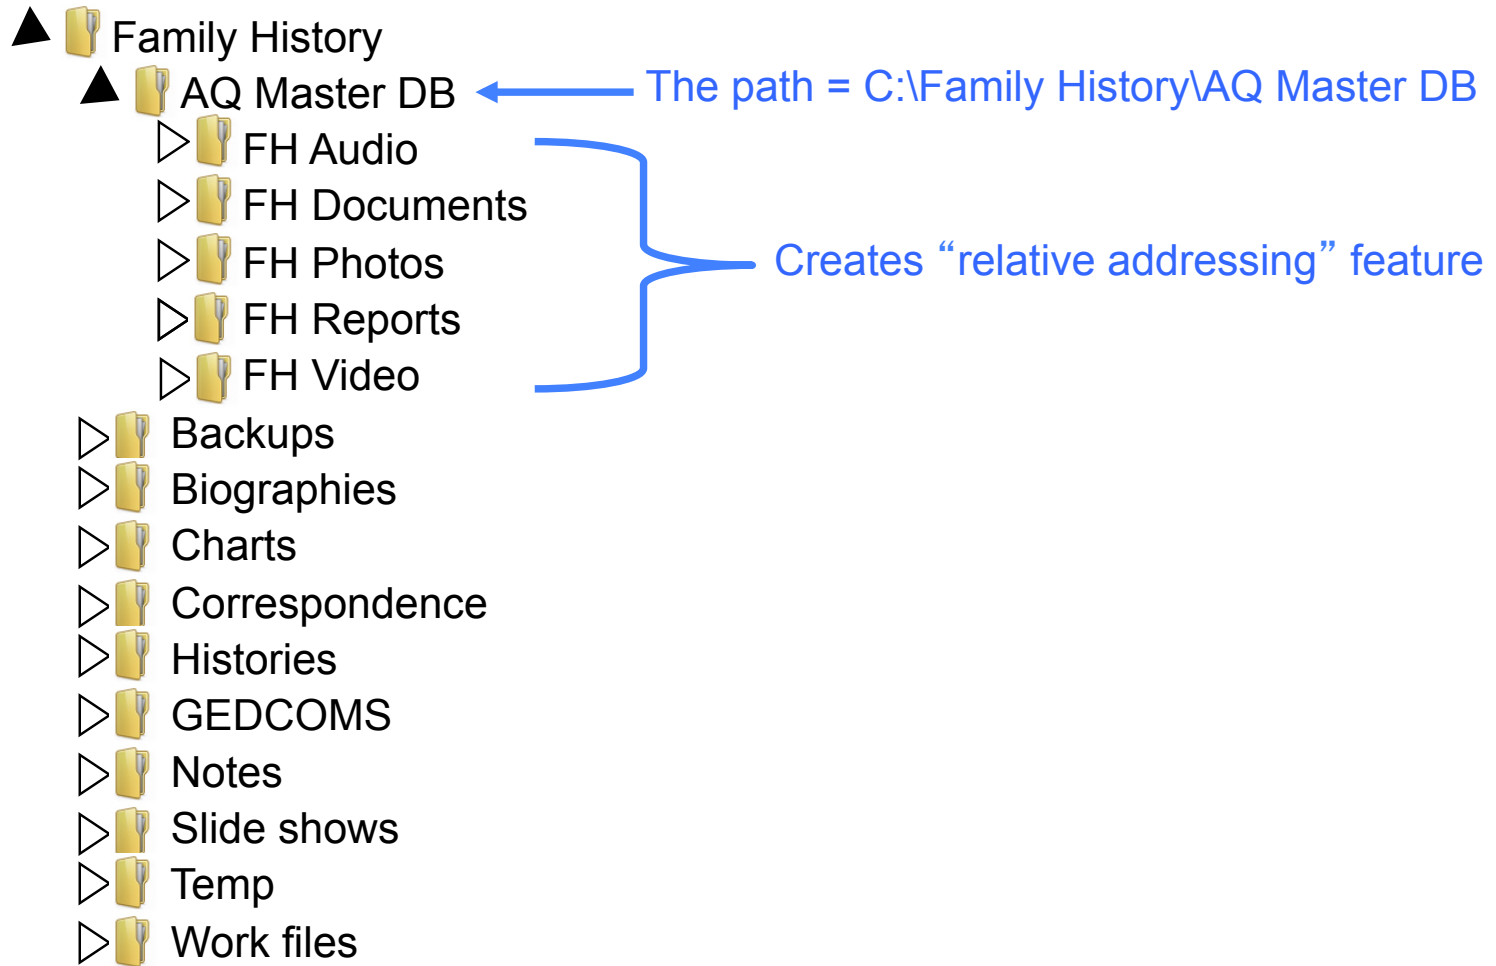 Family History
AQ Master DB
The path = C:\Family History\AQ Master DB
FH Audio
FH Documents
FH Photos
FH Reports
FH Video
Creates “relative addressing” feature
Backups
Biographies
Charts
Correspondence
Histories
GEDCOMS
Notes
Slide shows
Temp
Work files